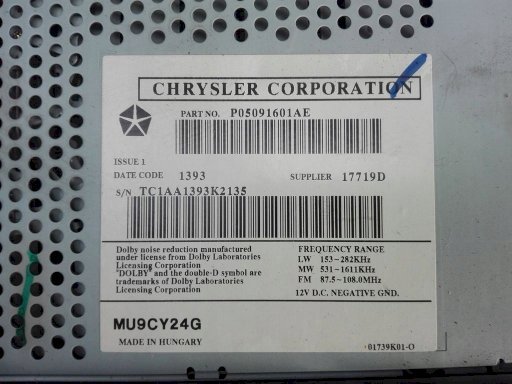 CHRYSLER CORPORATION
PART NO. P05091601AE
ISSUE 1
DATE CODE 1393 SUPPLIER 17719D
S/N TC1AA1393K2135
Dolby noise reduction manufactured
under license from Dolby Laboratories
Licensing Corporation
"DOLBY" and the double-D symbol are
trademarks of Dolby Laboratories
Licensing Corporation
FREQUENCY RANGE
LW 153-282KHz
MW 531-1611KHz
FM 87.5-108.0MHz
12V D.C. NEGATIVE GND.
MU9CY24G
MADE IN HUNGARY
01739K01-O